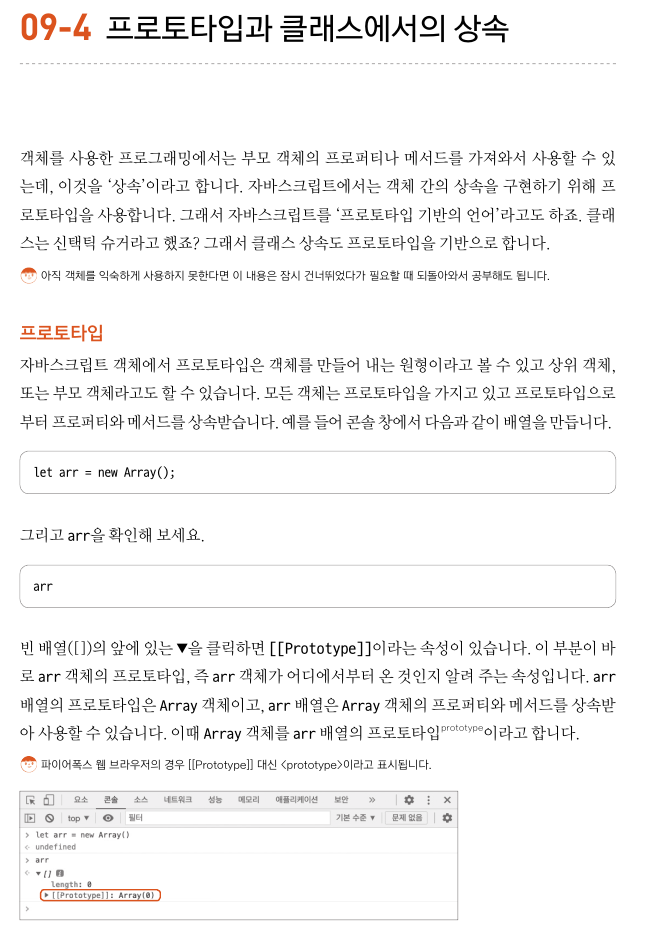 09-4 프로토타입과 클래스에서의 상속
객체를 사용한 프로그래밍에서는 부모 객체의 프로퍼티나 메서드를 가져와서 사용할 수 있
는데, 이것을 ‘상속’이라고 합니다. 자바스크립트에서는 객체 간의 상속을 구현하기 위해 프
로토타입을 사용합니다. 그래서 자바스크립트를 ‘프로토타입 기반의 언어’라고도 하죠. 클래
스는 신택틱 슈거라고 했죠? 그래서 클래스 상속도 프로토타입을 기반으로 합니다.
아직 객체를 익숙하게 사용하지 못한다면 이 내용은 잠시 건너뛰었다가 필요할 때 되돌아와서 공부해도 됩니다.
프로토타입
자바스크립트 객체에서 프로토타입은 객체를 만들어 내는 원형이라고 볼 수 있고 상위 객체,
또는 부모 객체라고도 할 수 있습니다. 모든 객체는 프로토타입을 가지고 있고 프로토타입으로
부터 프로퍼티와 메서드를 상속받습니다. 예를 들어 콘솔 창에서 다음과 같이 배열을 만듭니다.
let arr = new Array();
그리고 arr을 확인해 보세요.
arr
빈 배열([])의 앞에 있는 ▼을 클릭하면 [[Prototype]]이라는 속성이 있습니다. 이 부분이 바
로 arr 객체의 프로토타입, 즉 arr 객체가 어디에서부터 온 것인지 알려 주는 속성입니다. arr
배열의 프로토타입은 Array 객체이고, arr 배열은 Array 객체의 프로퍼티와 메서드를 상속받
아 사용할 수 있습니다. 이때 Array 객체를 arr 배열의 프로토타입prototype이라고 합니다.
파이어폭스 웹 브라우저의 경우 [[Prototype]] 대신 <prototype>이라고 표시됩니다.
요소 콘솔 소스 네트워크 성능 메모리 애플리케이션 보안 »
top ▼ 필터 기본 수준 ▼ 문제 없음
> let arr = new Array()
<· undefined
> arr
<· ▼ [] i
length: 0
▶ [[Prototype]]: Array(0)
>